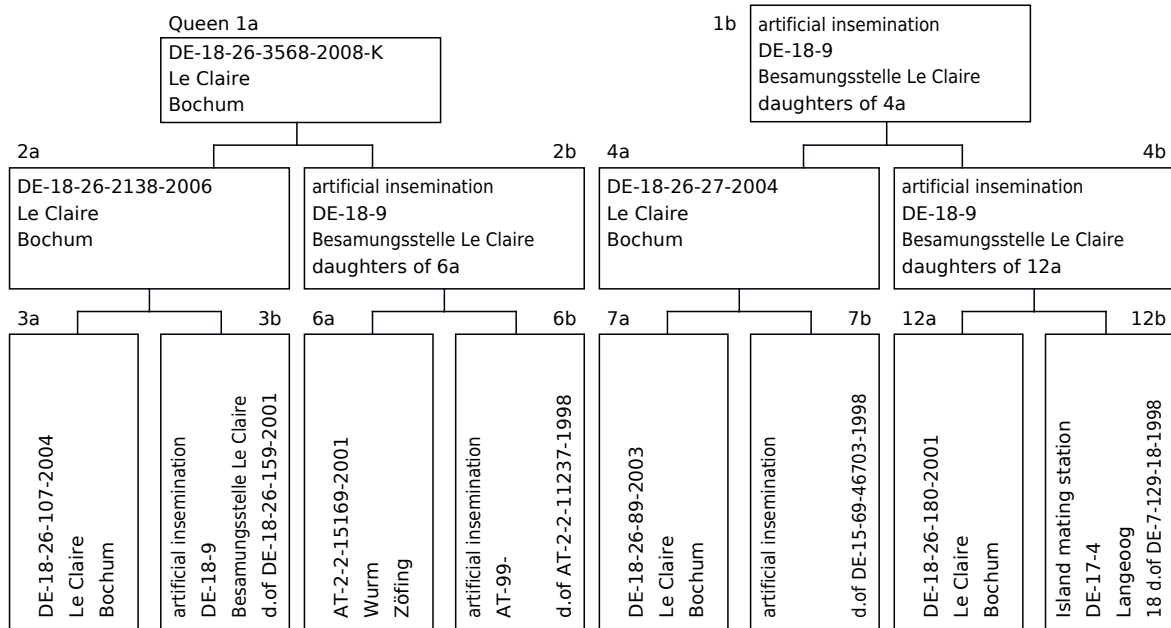 Queen 1a
DE-18-26-3568-2008-K
Le Claire
Bochum
1b
artificial insemination
DE-18-9
Besamungsstelle Le Claire
daughters of 4a
2a
DE-18-26-2138-2006
Le Claire
Bochum
2b
artificial insemination
DE-18-9
Besamungsstelle Le Claire
daughters of 6a
4a
DE-18-26-27-2004
Le Claire
Bochum
4b
artificial insemination
DE-18-9
Besamungsstelle Le Claire
daughters of 12a
3a
DE-18-26-107-2004
Le Claire
Bochum
3b
artificial insemination
DE-18-9
Besamungsstelle Le Claire
d.of DE-18-26-159-2001
6a
AT-2-2-15169-2001
Wurm
Zöfing
6b
artificial insemination
AT-99-
d.of AT-2-2-11237-1998
7a
DE-18-26-89-2003
Le Claire
Bochum
7b
artificial insemination
d.of DE-15-69-46703-1998
12a
DE-18-26-180-2001
Le Claire
Bochum
12b
Island mating station
DE-17-4
Langeoog
18 d.of DE-7-129-18-1998